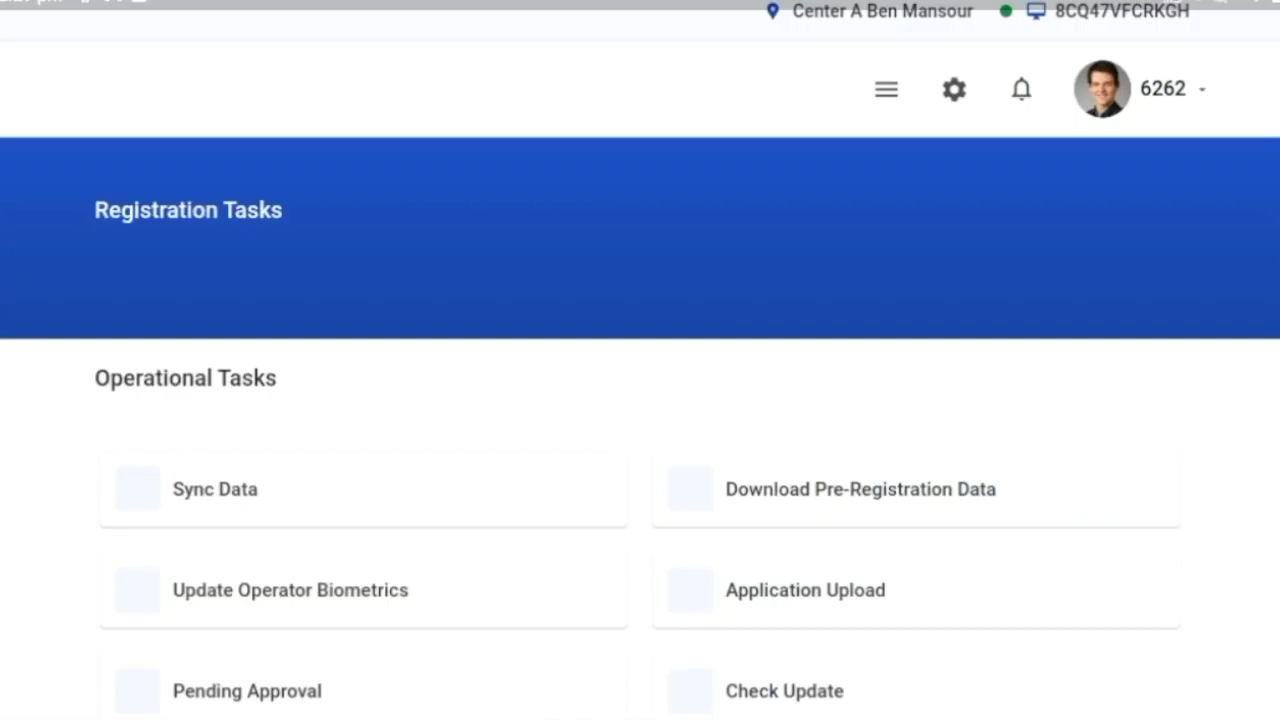 Center A Ben Mansour 8CQ47VFCRKGH
6262
Registration Tasks
Operational Tasks
Sync Data Download Pre-Registration Data
Update Operator Biometrics Application Upload
Pending Approval Check Update